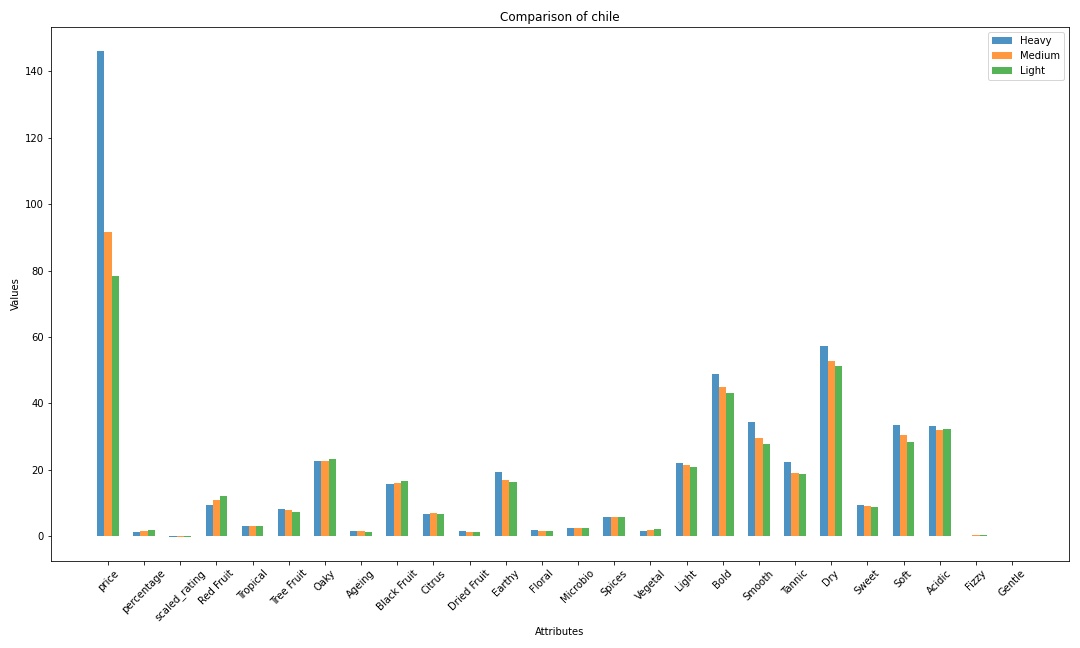 Comparison of chile
Heavy
Medium
Light
Values
140
120
100
80
60
40
20
0
price
percentage
scaled_rating
Red Fruit
Tropical
Tree Fruit
Oaky
Ageing
Black Fruit
Citrus
Dried Fruit
Earthy
Floral
Microbio
Spices
Vegetal
Light
Bold
Smooth
Tannic
Dry
Sweet
Soft
Acidic
Fizzy
Gentle
Attributes